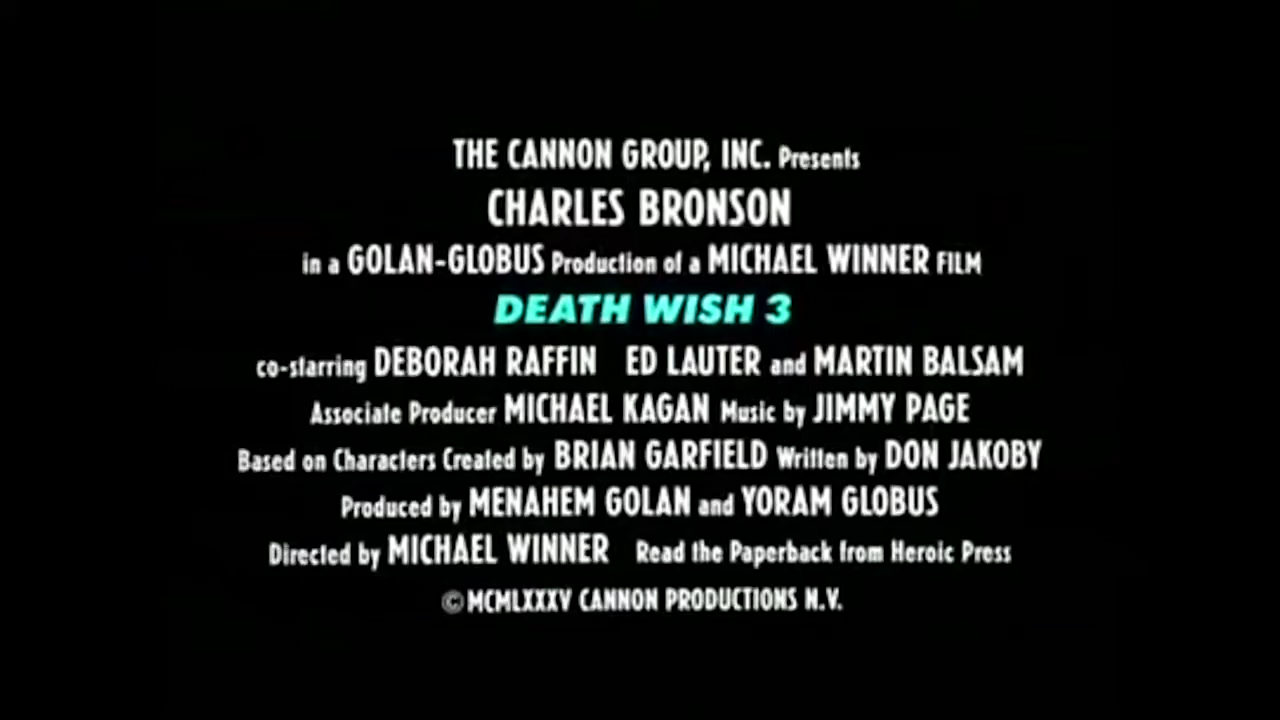 THE CANNON GROUP, INC. Presents
CHARLES BRONSON
in a GOLAN-GLOBUS Production of a MICHAEL WINNER FILM
DEATH WISH 3
co-starring DEBORAH RAFFIN ED LAUTER and MARTIN BALSAM
Associate Producer MICHAEL KAGAN Music by JIMMY PAGE
Based on Characters Created by BRIAN GARFIELD Written by DON JAKOBY
Produced by MENAHEM GOLAN and YORAM GLOBUS
Directed by MICHAEL WINNER Read the Paperback from Heroic Press
©MCMLXXXV CANNON PRODUCTIONS N.V.